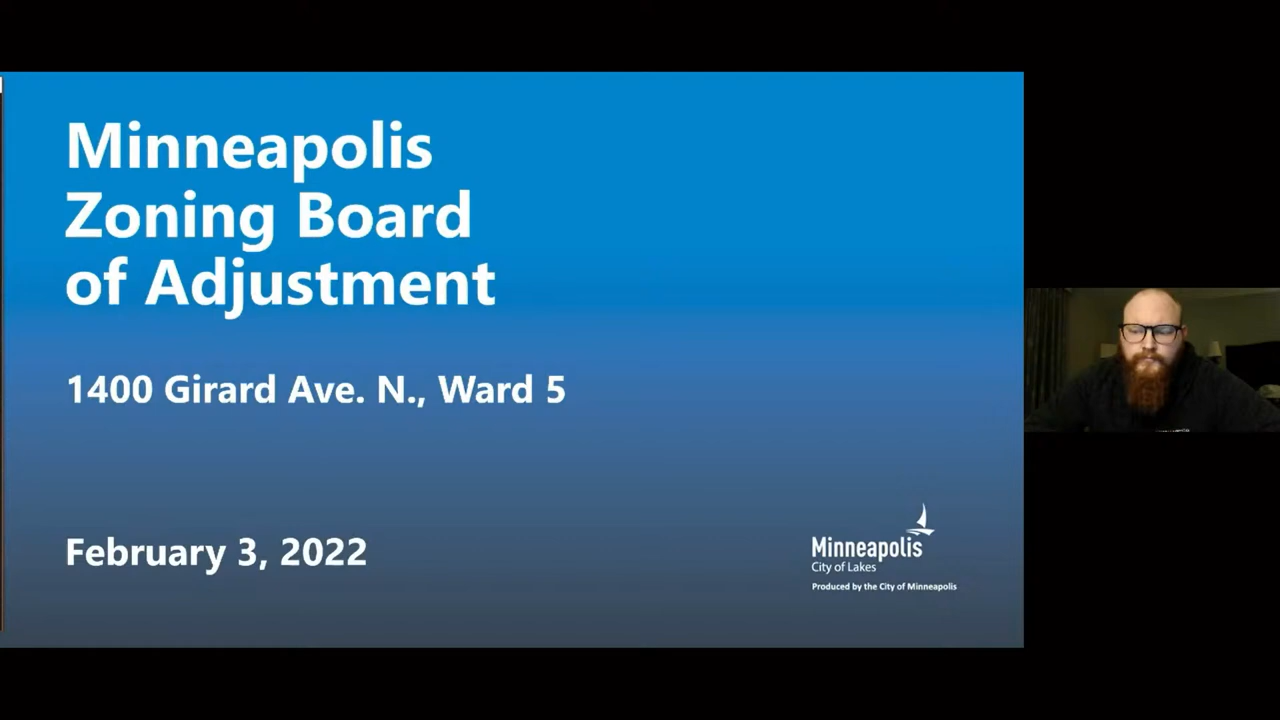 Minneapolis
Zoning Board
of Adjustment
1400 Girard Ave. N., Ward 5
February 3, 2022
Minneapolis
City of Lakes
Produced by the City of Minneapolis